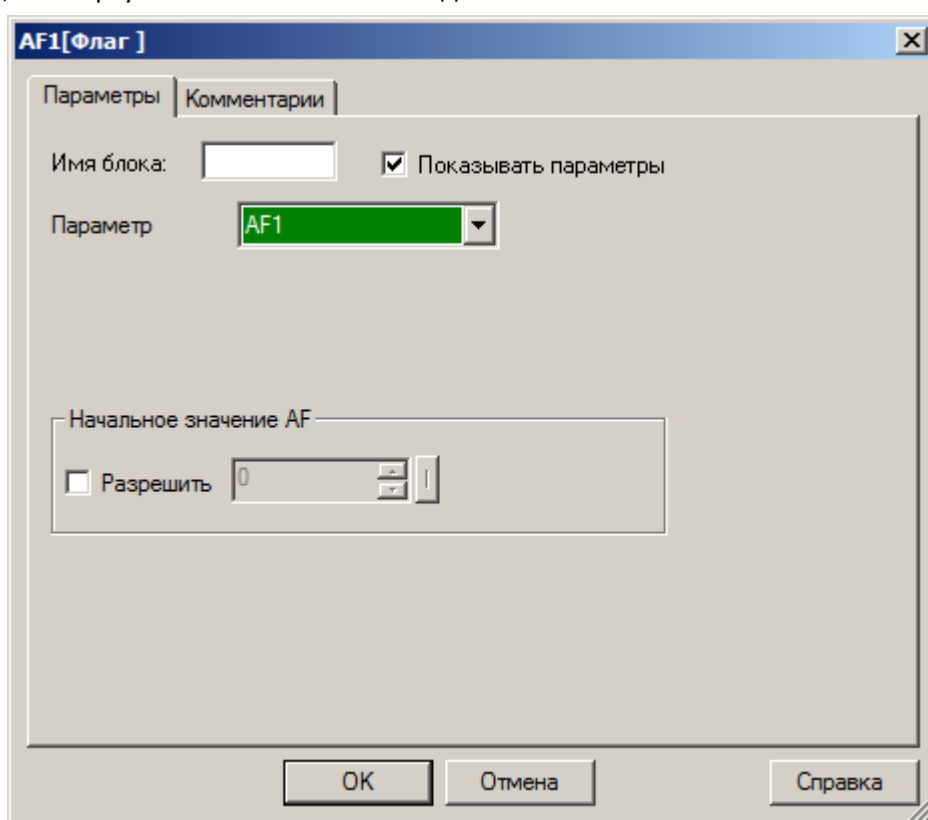 AF1[Флаг ]
Параметры Комментарии
Имя блока: Показывать параметры
Параметр AF1
Начальное значение AF
Разрешить 0
OK Отмена Справка